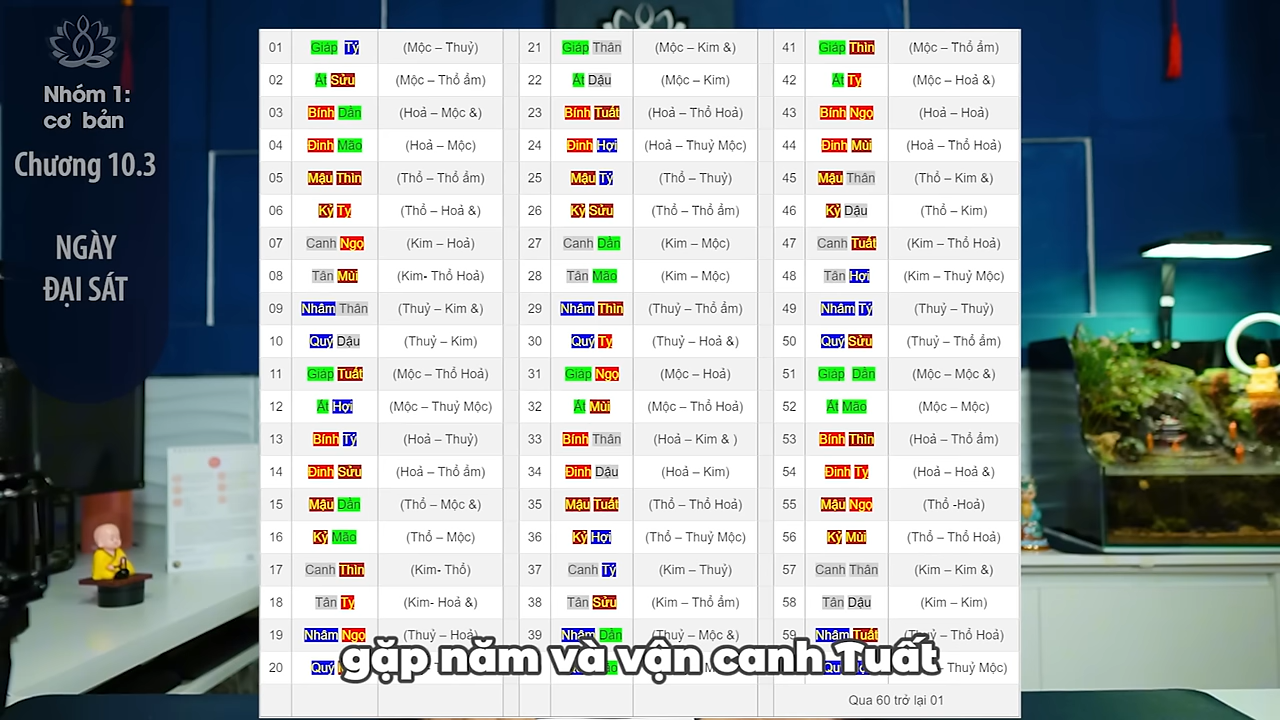 Nhóm 1:
cơ bản
Chương 10.3
NGÀY
ĐẠI SÁT
01 Giáp Tý (Mộc – Thuỷ) 21 Giáp Thân (Mộc – Kim &) 41 Giáp Thìn (Mộc – Thổ ẩm)
02 Ất Sửu (Mộc – Thổ ẩm) 22 Ất Dậu (Mộc – Kim) 42 Ất Tỵ (Mộc – Hoả &)
03 Bính Dần (Hoả – Mộc &) 23 Bính Tuất (Hoả – Thổ Hoả) 43 Bính Ngọ (Hoả – Hoả)
04 Đinh Mão (Hoả – Mộc) 24 Đinh Hợi (Hoả – Thuỷ Mộc) 44 Đinh Mùi (Hoả – Thổ Hoả)
05 Mậu Thìn (Thổ – Thổ ẩm) 25 Mậu Tý (Thổ – Thuỷ) 45 Mậu Thân (Thổ – Kim &)
06 Kỷ Tỵ (Thổ – Hoả &) 26 Kỷ Sửu (Thổ – Thổ ẩm) 46 Kỷ Dậu (Thổ – Kim)
07 Canh Ngọ (Kim – Hoả) 27 Canh Dần (Kim – Mộc) 47 Canh Tuất (Kim – Thổ Hoả)
08 Tân Mùi (Kim- Thổ Hoả) 28 Tân Mão (Kim – Mộc) 48 Tân Hợi (Kim – Thuỷ Mộc)
09 Nhâm Thân (Thuỷ – Kim &) 29 Nhâm Thìn (Thuỷ – Thổ ẩm) 49 Nhâm Tý (Thuỷ – Thuỷ)
10 Quý Dậu (Thuỷ – Kim) 30 Quý Tỵ (Thuỷ – Hoả &) 50 Quý Sửu (Thuỷ – Thổ ẩm)
11 Giáp Tuất (Mộc – Thổ Hoả) 31 Giáp Ngọ (Mộc – Hoả) 51 Giáp Dần (Mộc – Mộc &)
12 Ất Hợi (Mộc – Thuỷ Mộc) 32 Ất Mùi (Mộc – Thổ Hoả) 52 Ất Mão (Mộc – Mộc)
13 Bính Tý (Hoả – Thuỷ) 33 Bính Thân (Hoả – Kim & ) 53 Bính Thìn (Hoả – Thổ ẩm)
14 Đinh Sửu (Hoả – Thổ ẩm) 34 Đinh Dậu (Hoả – Kim) 54 Đinh Tỵ (Hoả – Hoả &)
15 Mậu Dần (Thổ – Mộc &) 35 Mậu Tuất (Thổ – Thổ Hoả) 55 Mậu Ngọ (Thổ -Hoả)
16 Kỷ Mão (Thổ – Mộc) 36 Kỷ Hợi (Thổ – Thuỷ Mộc) 56 Kỷ Mùi (Thổ – Thổ Hoả)
17 Canh Thìn (Kim- Thổ) 37 Canh Tý (Kim – Thuỷ) 57 Canh Thân (Kim – Kim &)
18 Tân Tỵ (Kim- Hoả &) 38 Tân Sửu (Kim – Thổ ẩm) 58 Tân Dậu (Kim – Kim)
19 Nhâm Ngọ (Thuỷ – Hoả) 39 Nhâm Dần (Thuỷ – Mộc &) 59 Nhâm Tuất (Thuỷ – Thổ Hoả)
20 Quý Thuỷ Mộc)
gặp năm và vận canh Tuất
Qua 60 trở lại 01